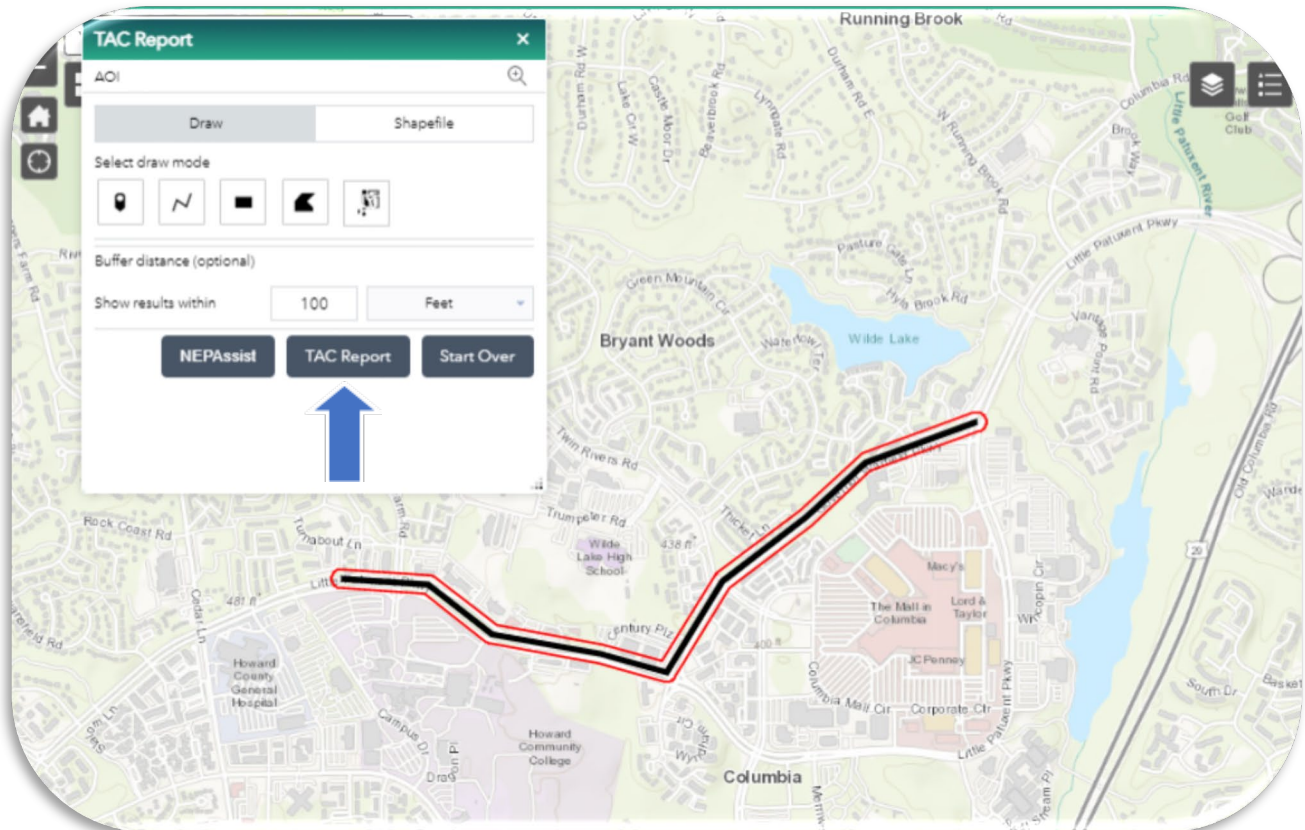 TAC Report
AOI
Draw
Shapefile
Select draw mode
Buffer distance (optional)
Show results within
100
Feet
NEPAssist
TAC Report
Start Over
Running Brook
Durham Rd W
Lake Cir W
Castle Moor Dr
Beaverbrook Rd
Lynngate Rd
Durham Rd E
W Running Brook Rd
Columbia Rd
Little Patuxent River
Golf
Club
Brook Way
Little Patuxent Pkwy
Pasture Gate Ln
Hyla Brook Rd
Green Mountain Cir
Bryant Woods
Waterfowl Ter
Wilde Lake
Vantage Point Rd
Old Columbia Rd
Twin Rivers Rd
Rock Coast Rd
Turnabout Ln
Trumpeter Rd
Thicket Ln
Wilde
Lake High
School
438 ft
Cedar Ln
481 ft
Century Plz
400 ft
Macy's
The Mall in
Columbia
Lord &
Taylor
JC Penney
29
Howard
County
General
Hospital
Campus Dr
Howard
Community
College
Columbia Mall Cir
Corporate Ctr
Little Patuxent Pkwy
South Dr
Columbia